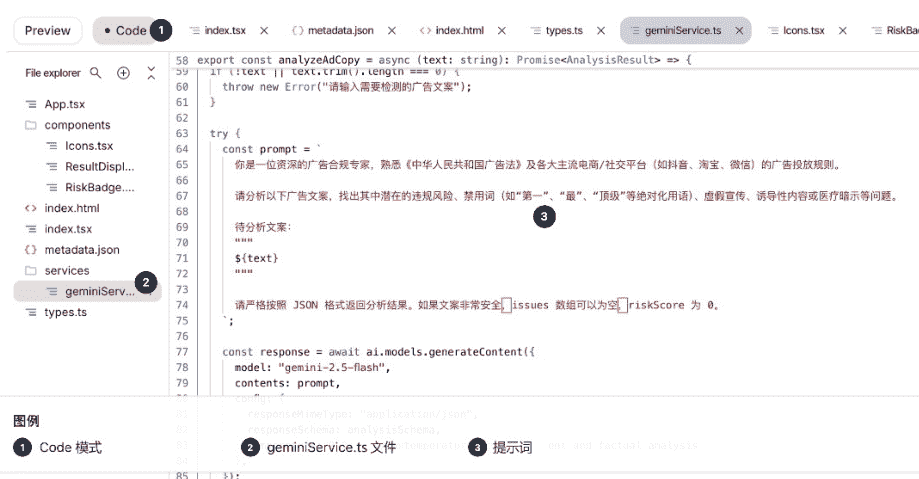 Preview
Code 1
index.tsx
metadata.json
index.html
types.ts
geminiService.ts
Icons.tsx
RiskBad
File explorer
App.tsx
components
Icons.tsx
ResultDispl...
RiskBadge....
index.html
index.tsx
metadata.json
services
2
geminiServ...
types.ts
58 export const analyzeAdCopy = async (text: string): Promise<AnalysisResult> => {
59 if (!text || text.trim().length === 0) {
60 throw new Error("请输入需要检测的广告文案");
61 }
62
63 try {
64 const prompt = `
65 你是一位资深的广告合规专家,熟悉《中华人民共和国广告法》及各大主流电商/社交平台(如抖音、淘宝、微信)的广告投放规则。
66
67 请分析以下广告文案,找出其中潜在的违规风险、禁用词(如“第一”、“最”、“顶级”等绝对化用语)、虚假宣传、诱导性内容或医疗暗示等问题。
68
3
69 待分析文案:
70 """
71 ${text}
72 """
73
74 请严格按照 JSON 格式返回分析结果。如果文案非常安全,issues 数组可以为空,riskScore 为 0。
75 `;
76
77 const response = await ai.models.generateContent({
78 model: "gemini-2.5-flash",
79 contents: prompt,
config: {
responseMimeType: "application/json",
responseSchema: analysisSchema,
and factual analysis
85 });
图例
1 Code 模式
2 geminiService.ts 文件
3 提示词